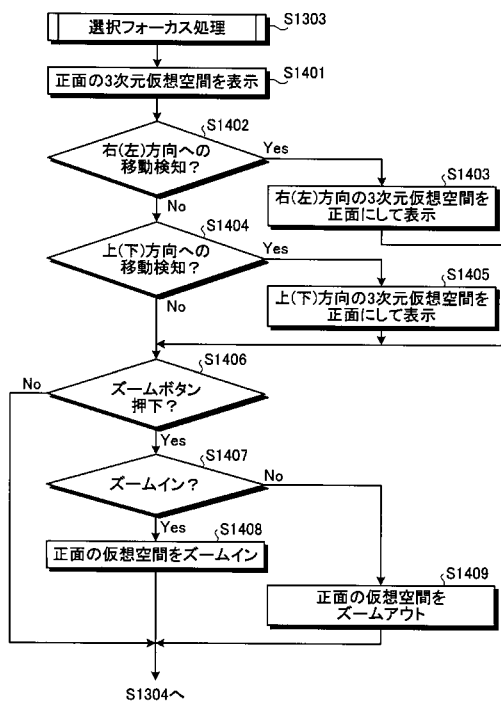 選択フォーカス処理
S1303
正面の3次元仮想空間を表示
S1401
S1402
右(左)方向への
移動検知?
Yes
No
S1403
右(左)方向の3次元仮想空間を
正面にして表示
S1404
上(下)方向への
移動検知?
Yes
No
S1405
上(下)方向の3次元仮想空間を
正面にして表示
S1406
ズームボタン
押下?
No
Yes
S1407
ズームイン?
No
Yes
S1408
正面の仮想空間をズームイン
S1409
正面の仮想空間を
ズームアウト
S1304へ